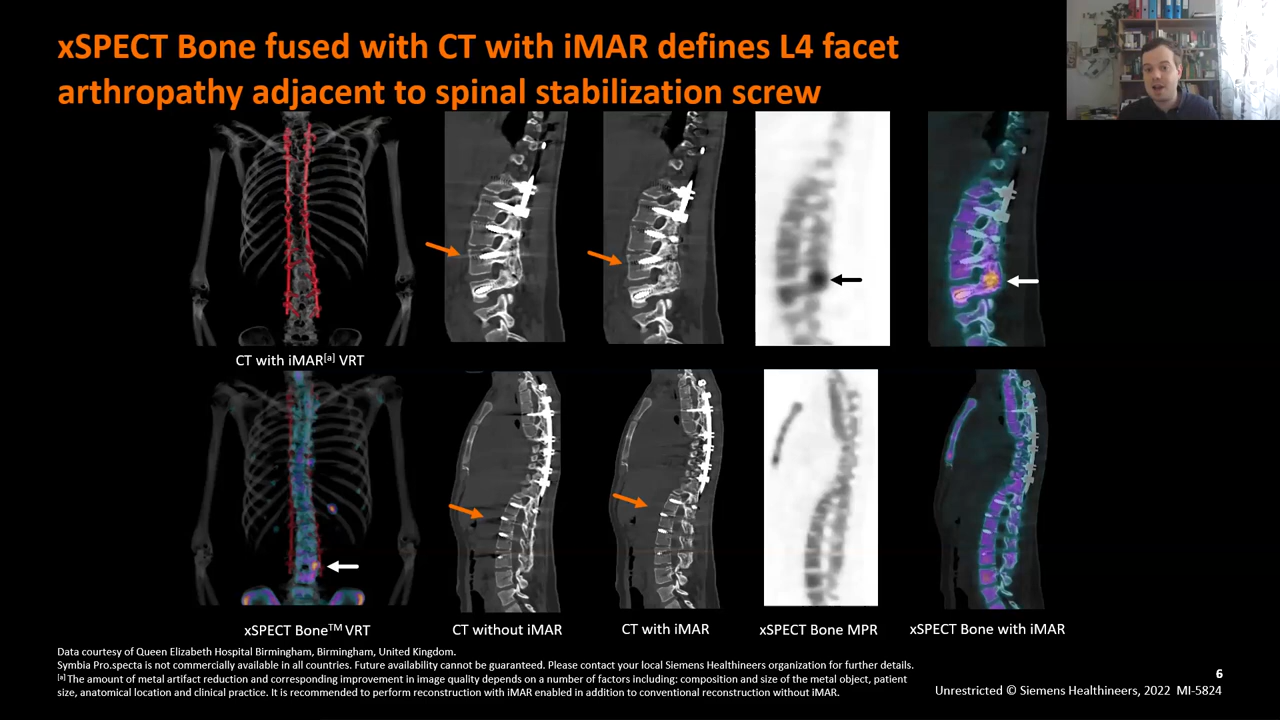 xSPECT Bone fused with CT with iMAR defines L4 facet
arthropathy adjacent to spinal stabilization screw
CT with iMAR[a] VRT
xSPECT Bone™ VRT
CT without iMAR
CT with iMAR
xSPECT Bone MPR
xSPECT Bone with iMAR
Data courtesy of Queen Elizabeth Hospital Birmingham, Birmingham, United Kingdom.
Symbia Pro.specta is not commercially available in all countries. Future availability cannot be guaranteed. Please contact your local Siemens Healthineers organization for further details.
[a] The amount of metal artifact reduction and corresponding improvement in image quality depends on a number of factors including: composition and size of the metal object, patient
size, anatomical location and clinical practice. It is recommended to perform reconstruction with iMAR enabled in addition to conventional reconstruction without iMAR.
6
Unrestricted © Siemens Healthineers, 2022 MI-5824